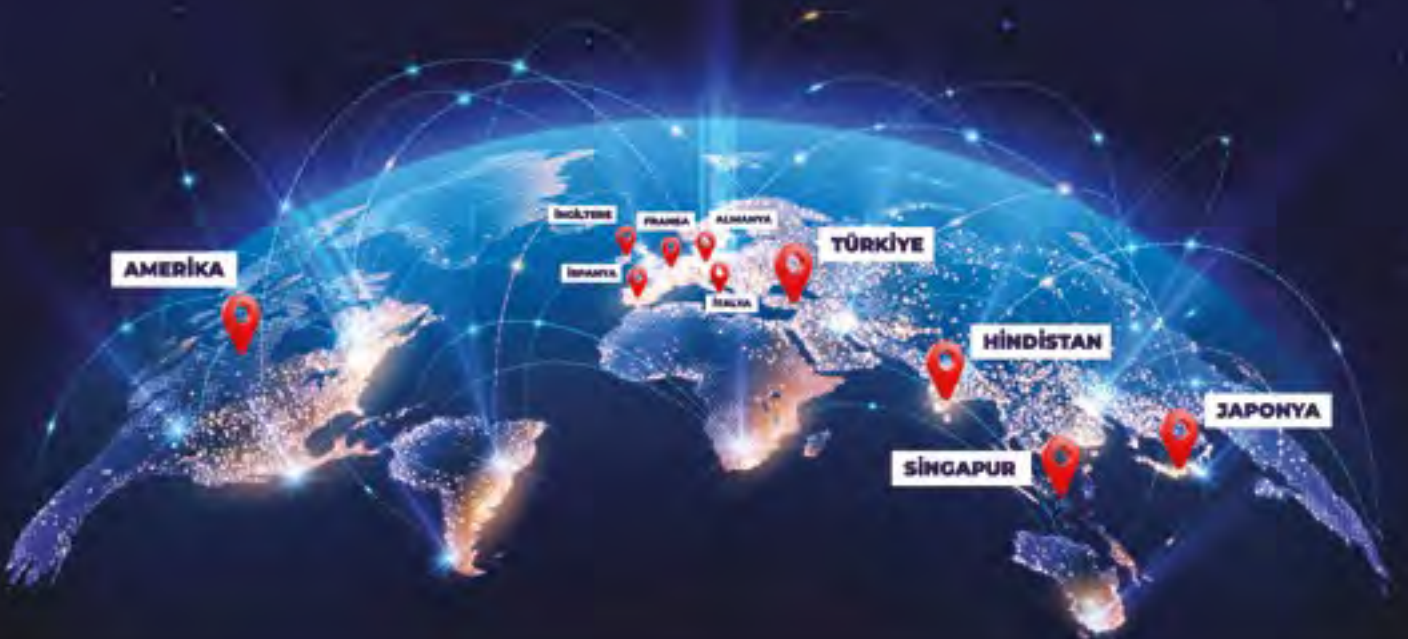 İNGİLTERE
FRANSA
ALMANYA
TÜRKİYE
AMERİKA
İSPANYA
İTALYA
HİNDİSTAN
JAPONYA
SİNGAPUR